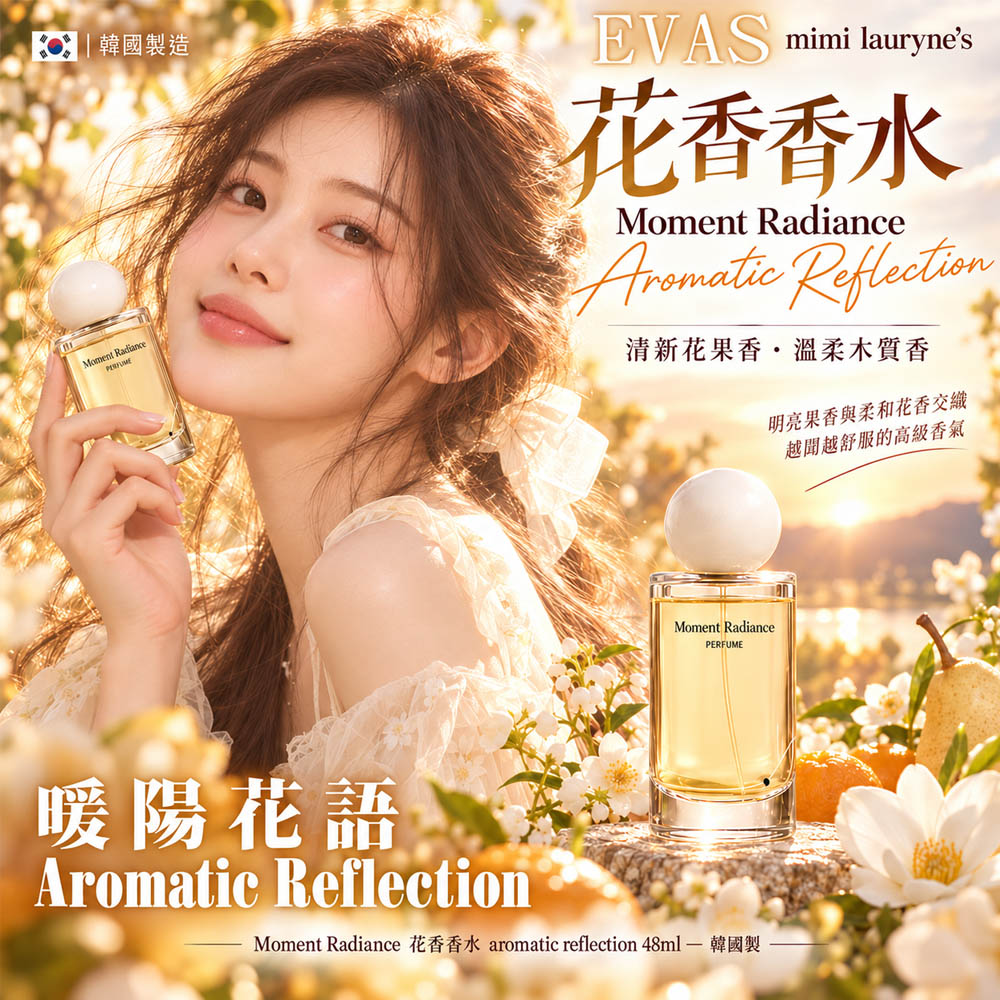 韓國製造
EVAS mimi lauryne's
花香香水
Moment Radiance
Aromatic Reflection
清新花果香・溫柔木質香
明亮果香與柔和花香交織
越聞越舒服的高級香氣
Moment Radiance
PERFUME
Moment Radiance
PERFUME
暖陽花語
Aromatic Reflection
Moment Radiance 花香香水 aromatic reflection 48ml — 韓國製